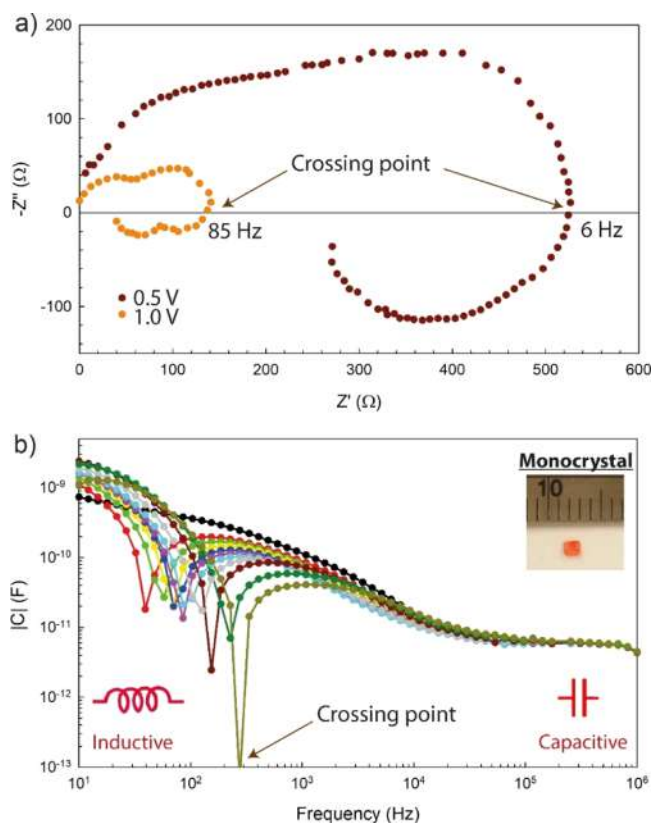 a)
200
100
0
-100
-Z" (Ω)
Crossing point
85 Hz
6 Hz
0.5 V
1.0 V
0 100 200 300 400 500 600
Z' (Ω)
b)
Monocrystal
10
10⁻⁹
10⁻¹⁰
10⁻¹¹
10⁻¹²
10⁻¹³
|C| (F)
Crossing point
Inductive
Capacitive
10¹ 10² 10³ 10⁴ 10⁵ 10⁶
Frequency (Hz)